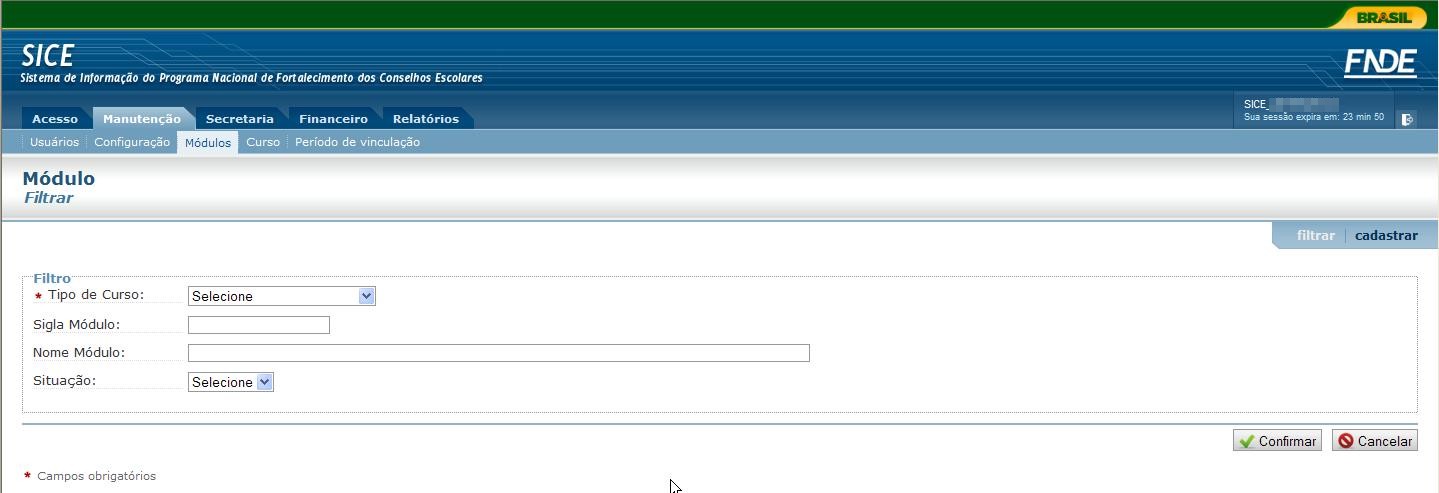 BRASIL
SICE
Sistema de Informação do Programa Nacional de Fortalecimento dos Conselhos Escolares
FNDE
Acesso Manutenção Secretaria Financeiro Relatórios
SICE_
Sua sessão expira em: 23 min 50
Usuários Configuração Módulos Curso Período de vinculação
Módulo
Filtrar
filtrar cadastrar
Filtro
* Tipo de Curso: Selecione
Sigla Módulo:
Nome Módulo:
Situação: Selecione
Confirmar Cancelar
* Campos obrigatórios